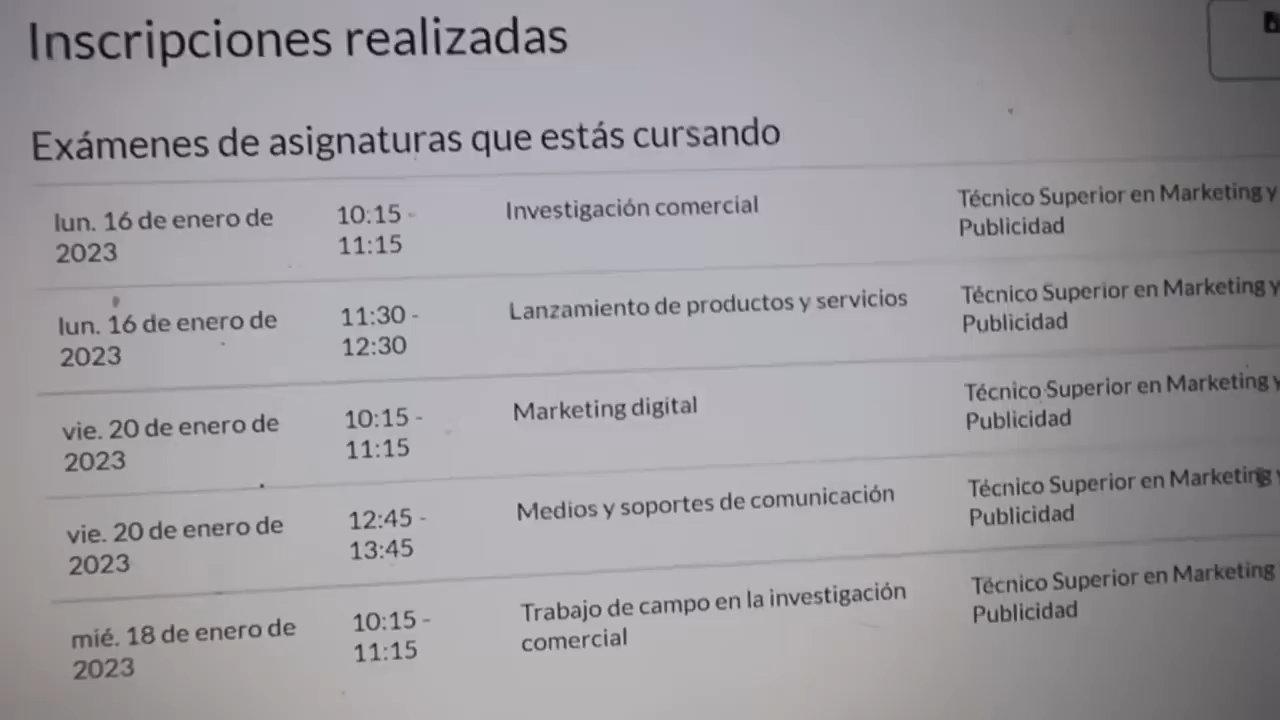 Inscripciones realizadas
Exámenes de asignaturas que estás cursando
lun. 16 de enero de
2023
10:15 -
11:15
Investigación comercial
Técnico Superior en Marketing y
Publicidad
lun. 16 de enero de
2023
11:30 -
12:30
Lanzamiento de productos y servicios
Técnico Superior en Marketing y
Publicidad
vie. 20 de enero de
2023
10:15 -
11:15
Marketing digital
Técnico Superior en Marketing y
Publicidad
vie. 20 de enero de
2023
12:45 -
13:45
Medios y soportes de comunicación
Técnico Superior en Marketing y
Publicidad
mié. 18 de enero de
2023
10:15 -
11:15
Trabajo de campo en la investigación
comercial
Técnico Superior en Marketing
Publicidad